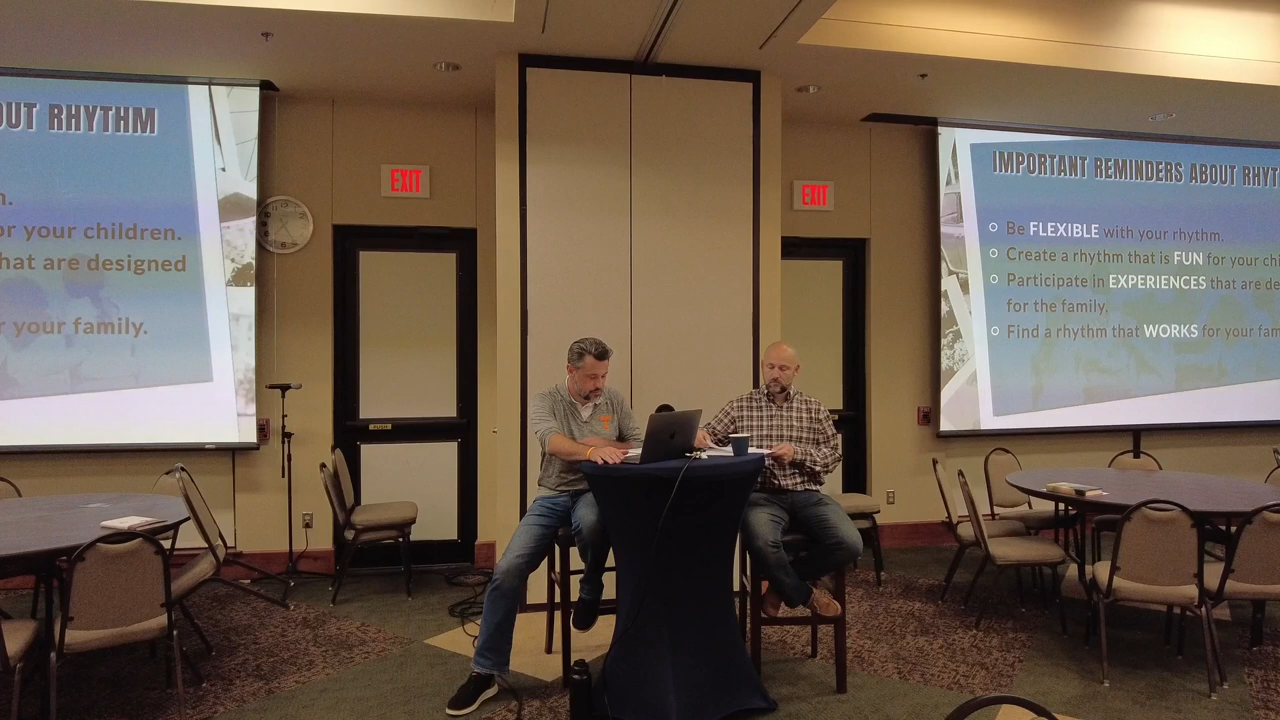 OUT RHYTHM
n.
or your children.
hat are designed
r your family.
EXIT
PUSH
EXIT
IMPORTANT REMINDERS ABOUT RHYT
Be FLEXIBLE with your rhythm.
Create a rhythm that is FUN for your chi
Participate in EXPERIENCES that are de
for the family.
Find a rhythm that WORKS for your fam